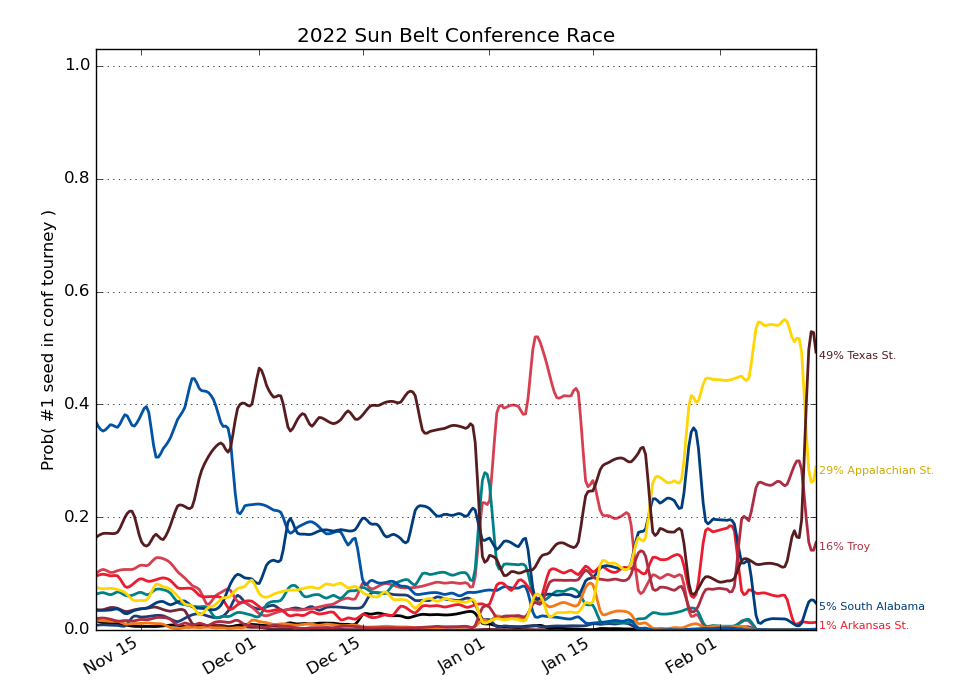 2022 Sun Belt Conference Race
Prob( #1 seed in conf tourney )
1.0
0.8
0.6
0.4
0.2
0.0
Nov 15
Dec 01
Dec 15
Jan 01
Jan 15
Feb 01
49% Texas St.
29% Appalachian St.
16% Troy
5% South Alabama
1% Arkansas St.